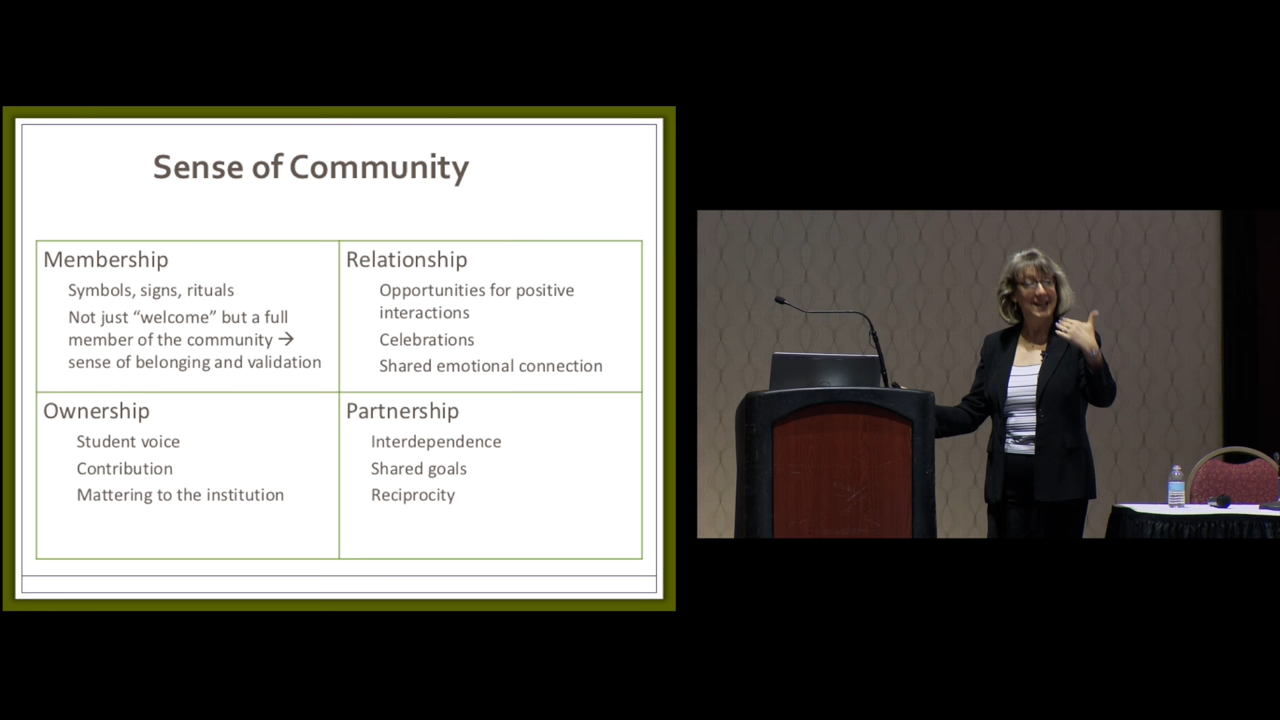 Sense of Community
Membership
Symbols, signs, rituals
Not just “welcome” but a full
member of the community →
sense of belonging and validation
Relationship
Opportunities for positive
interactions
Celebrations
Shared emotional connection
Ownership
Student voice
Contribution
Mattering to the institution
Partnership
Interdependence
Shared goals
Reciprocity